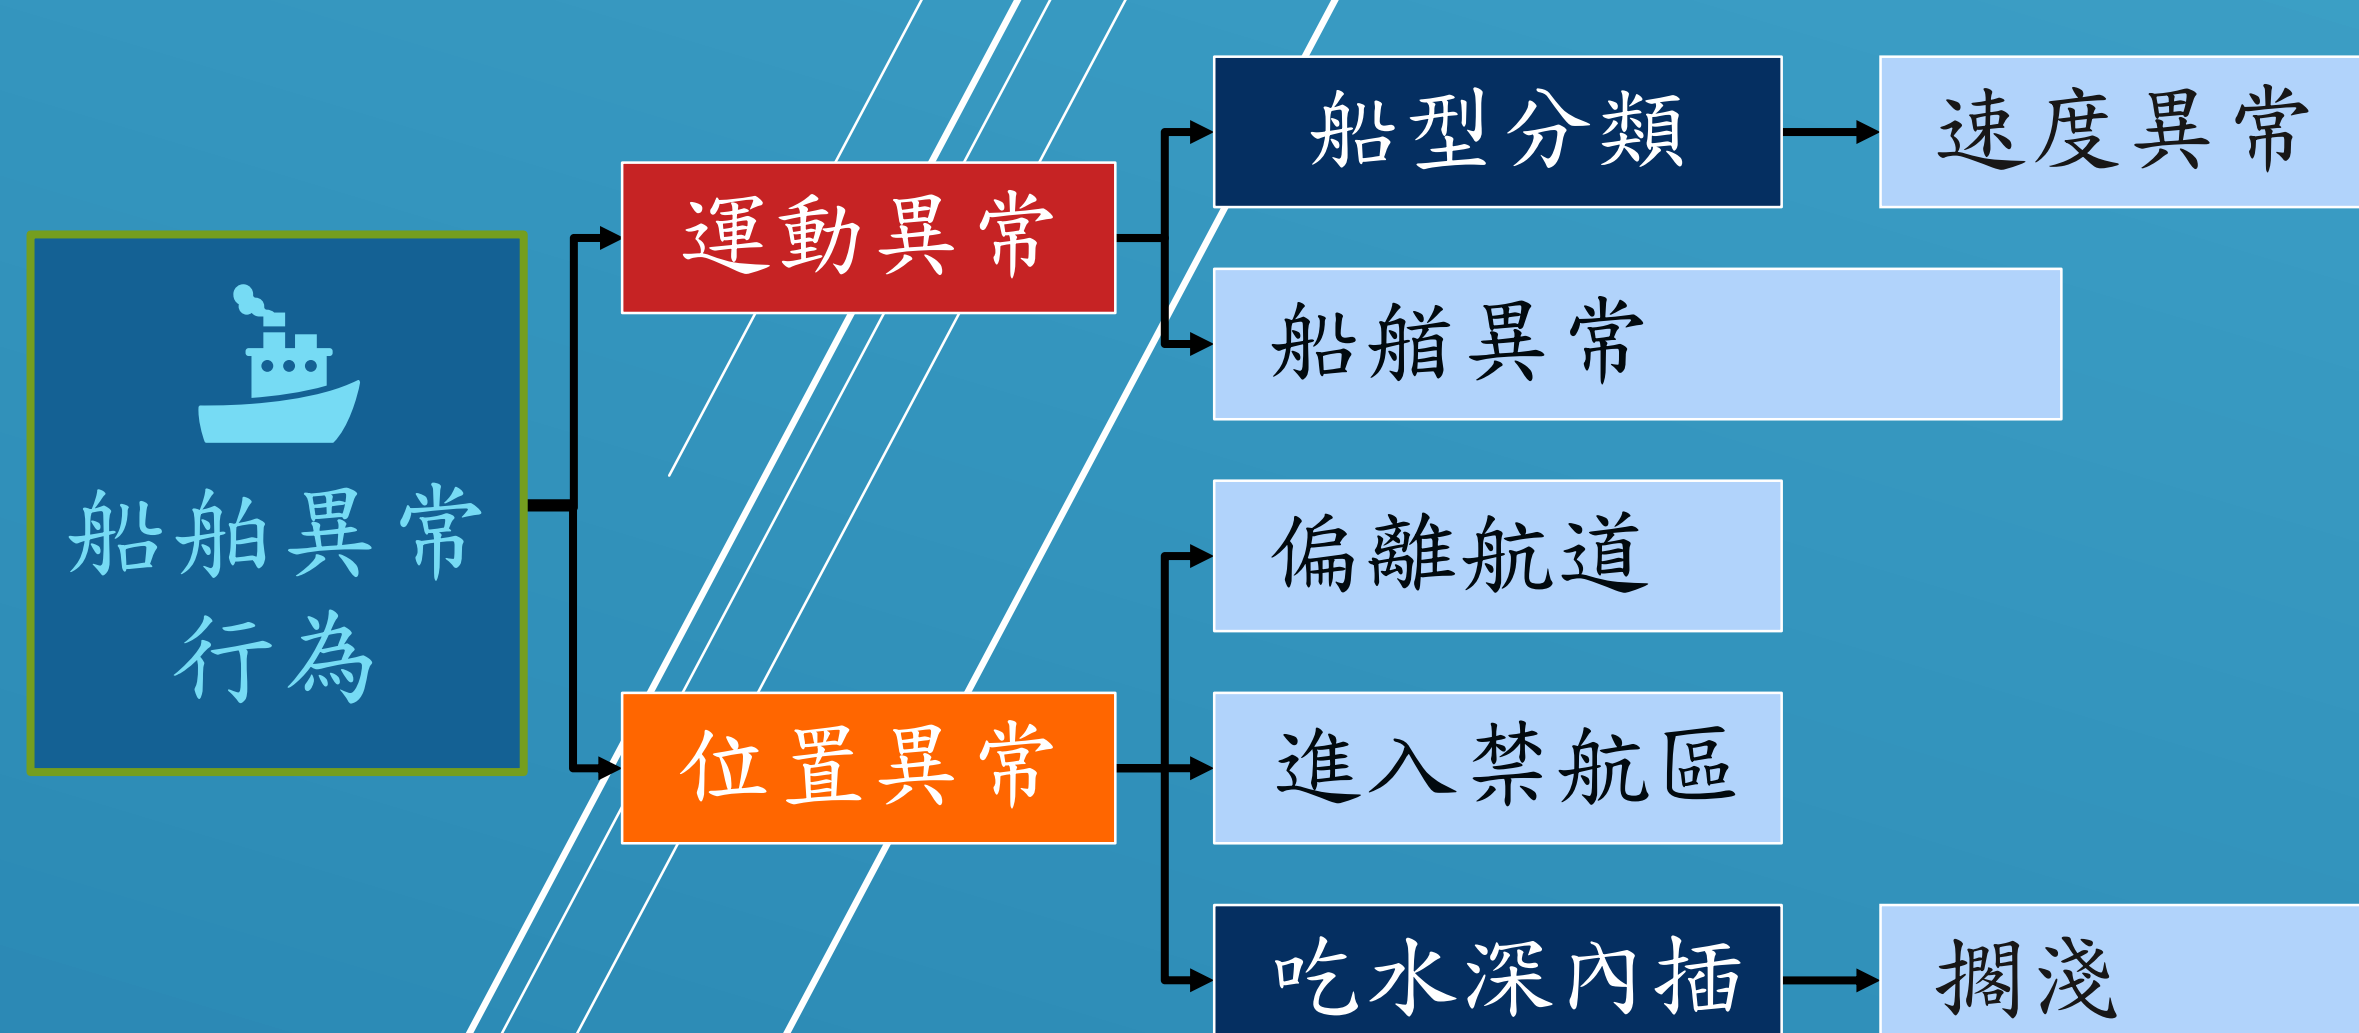 船舶異常
行為
運動異常
位置異常
船型分類
速度異常
船艏異常
偏離航道
進入禁航區
吃水深內插
擱淺